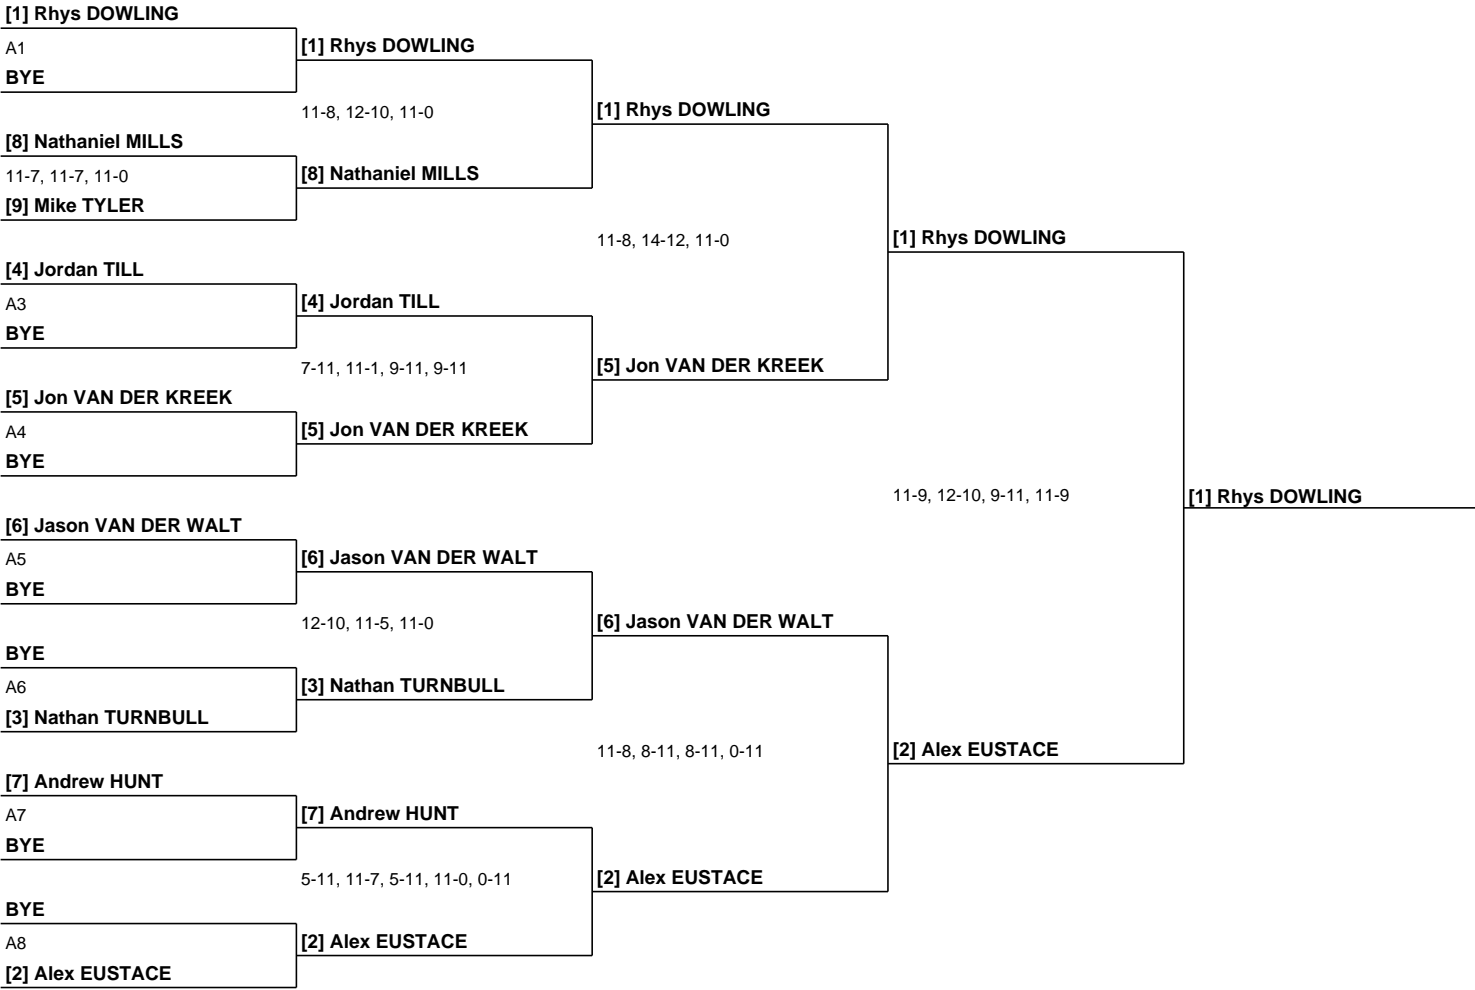 [1] Rhys DOWLING
A1
BYE
[8] Nathaniel MILLS
11-7, 11-7, 11-0
[9] Mike TYLER
[4] Jordan TILL
A3
BYE
[5] Jon VAN DER KREEK
A4
BYE
[6] Jason VAN DER WALT
A5
BYE
BYE
A6
[3] Nathan TURNBULL
[7] Andrew HUNT
A7
BYE
BYE
A8
[2] Alex EUSTACE
[1] Rhys DOWLING
11-8, 12-10, 11-0
[8] Nathaniel MILLS
[4] Jordan TILL
7-11, 11-1, 9-11, 9-11
[5] Jon VAN DER KREEK
[6] Jason VAN DER WALT
12-10, 11-5, 11-0
[3] Nathan TURNBULL
[7] Andrew HUNT
5-11, 11-7, 5-11, 11-0, 0-11
[2] Alex EUSTACE
[1] Rhys DOWLING
11-8, 14-12, 11-0
[5] Jon VAN DER KREEK
[6] Jason VAN DER WALT
11-8, 8-11, 8-11, 0-11
[2] Alex EUSTACE
[1] Rhys DOWLING
11-9, 12-10, 9-11, 11-9
[2] Alex EUSTACE
[1] Rhys DOWLING